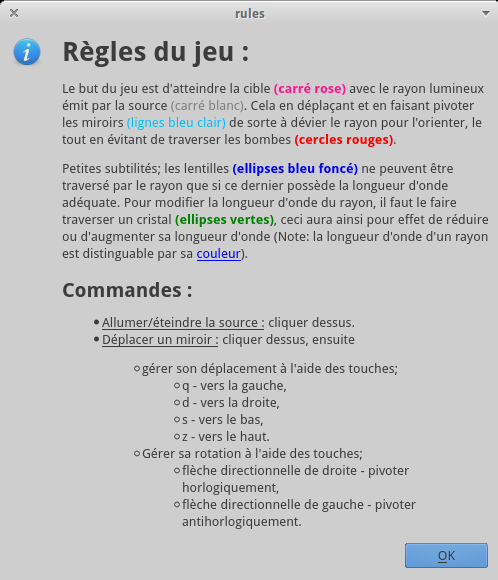 rules
Règles du jeu :
Le but du jeu est d'atteindre la cible (carré rose) avec le rayon lumineux
émit par la source (carré blanc). Cela en déplaçant et en faisant pivoter
les miroirs (lignes bleu clair) de sorte à dévier le rayon pour l'orienter, le
tout en évitant de traverser les bombes (cercles rouges).
Petites subtilités; les lentilles (ellipses bleu foncé) ne peuvent être
traversé par le rayon que si ce dernier possède la longueur d'onde
adéquate. Pour modifier la longueur d'onde du rayon, il faut le faire
traverser un cristal (ellipses vertes), ceci aura ainsi pour effet de réduire
ou d'augmenter sa longueur d'onde (Note: la longueur d'onde d'un rayon
est distinguable par sa couleur).
Commandes :
Allumer/éteindre la source : cliquer dessus.
Déplacer un miroir : cliquer dessus, ensuite
gérer son déplacement à l'aide des touches;
q - vers la gauche,
d - vers la droite,
s - vers le bas,
z - vers le haut.
Gérer sa rotation à l'aide des touches;
flèche directionnelle de droite - pivoter
horlogiquement,
flèche directionnelle de gauche - pivoter
antihorlogiquement.
OK